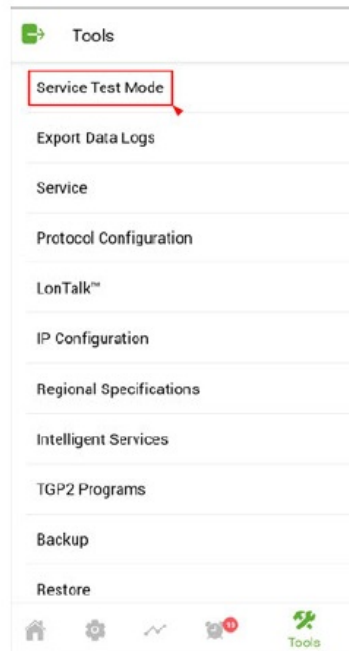 Tools
Service Test Mode
Export Data Logs
Service
Protocol Configuration
LonTalk™
IP Configuration
Regional Specifications
Intelligent Services
TGP2 Programs
Backup
Restore
Tools